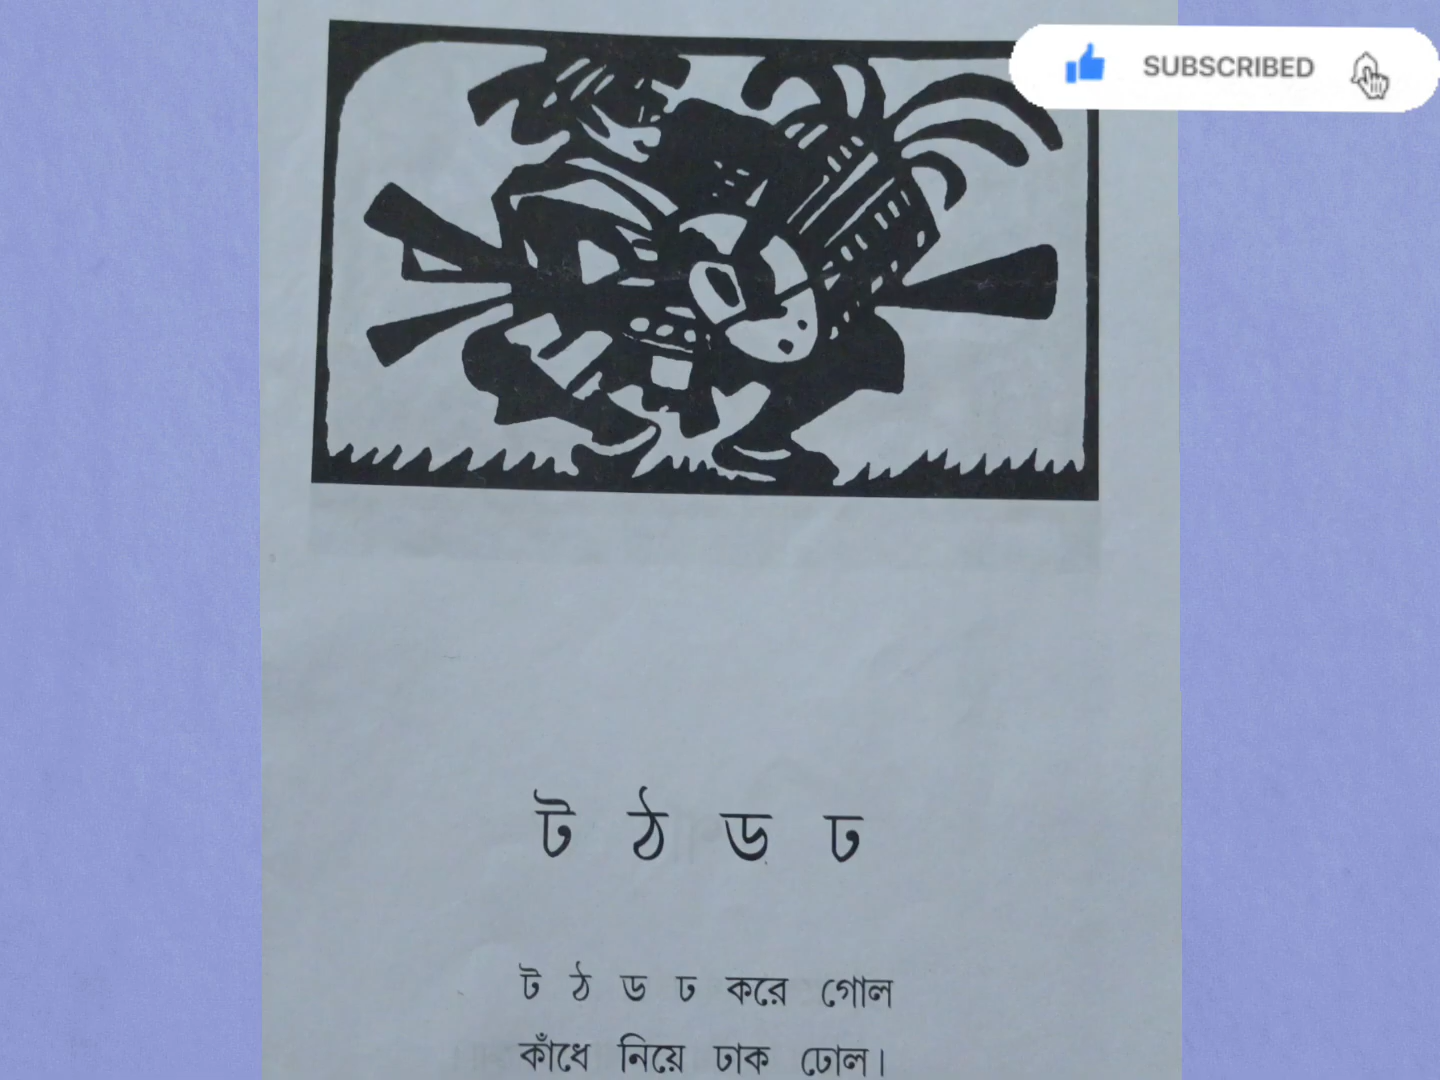 SUBSCRIBED
ট ঠ ড ঢ
ট ঠ ড ঢ করে গোল
কাঁধে নিয়ে ঢাক ঢোল।